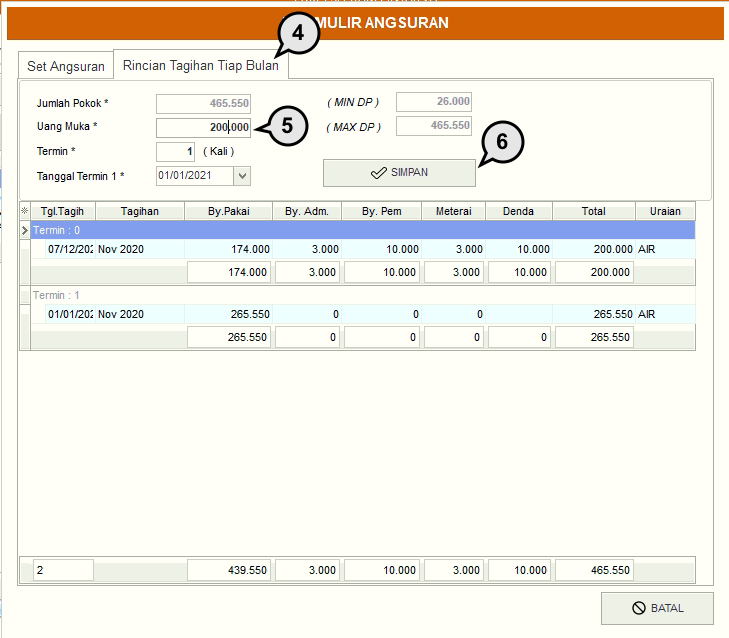 MULIR ANGSURAN
4
Set Angsuran Rincian Tagihan Tiap Bulan
Jumlah Pokok * 465.550 ( MIN DP ) 26.000
Uang Muka * 200.000 5 ( MAX DP ) 465.550
Termin * 1 ( Kali ) 6
Tanggal Termin 1 * 01/01/2021 SIMPAN
Tgl.Tagih Tagihan By.Pakai By. Adm. By. Pem Meterai Denda Total Uraian
Termin : 0
07/12/202 Nov 2020 174.000 3.000 10.000 3.000 10.000 200.000 AIR
174.000 3.000 10.000 3.000 10.000 200.000
Termin : 1
01/01/202 Nov 2020 265.550 0 0 0 265.550 AIR
265.550 0 0 0 0 265.550
2 439.550 3.000 10.000 3.000 10.000 465.550
BATAL